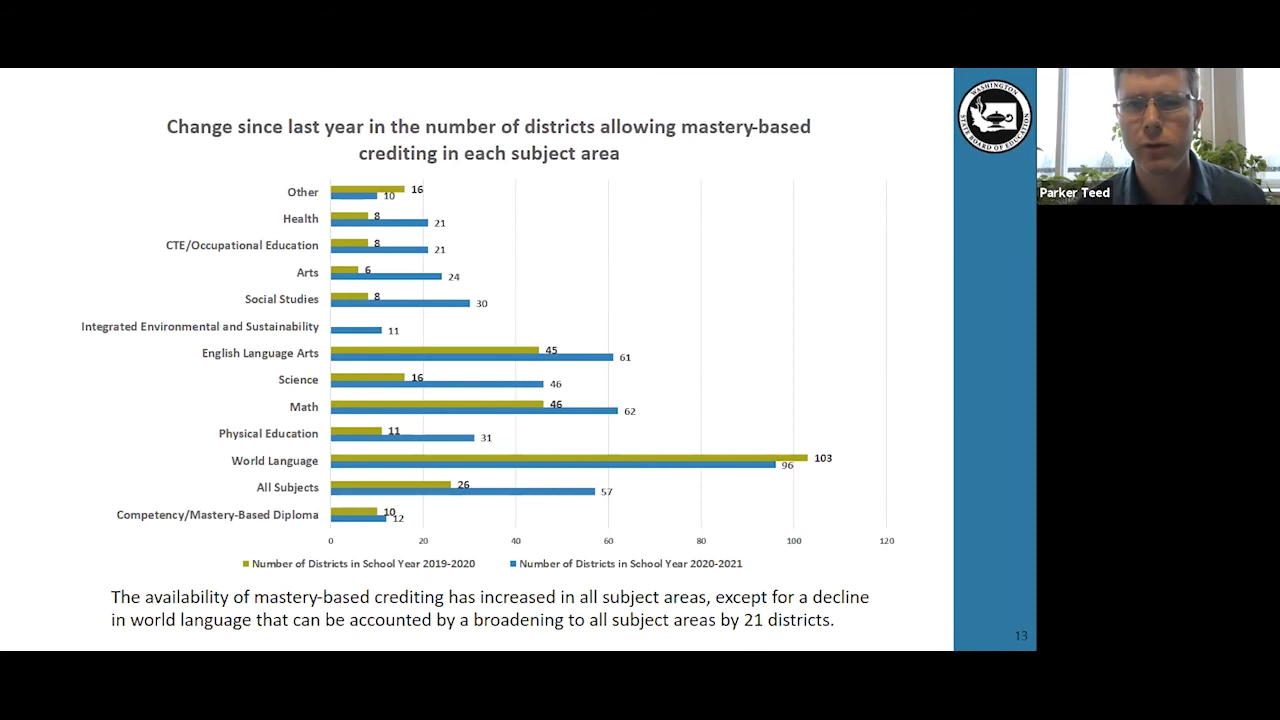 Change since last year in the number of districts allowing mastery-based
crediting in each subject area
Other 16 10
Health 8 21
CTE/Occupational Education 8 21
Arts 6 24
Social Studies 8 30
Integrated Environmental and Sustainability 11
English Language Arts 45 61
Science 16 46
Math 46 62
Physical Education 11 31
World Language 103 96
All Subjects 26 57
Competency/Mastery-Based Diploma 10 12
0 20 40 60 80 100 120
Number of Districts in School Year 2019-2020 Number of Districts in School Year 2020-2021
The availability of mastery-based crediting has increased in all subject areas, except for a decline
in world language that can be accounted by a broadening to all subject areas by 21 districts.
13
WASHINGTON
STATE BOARD OF EDUCATION
Parker Teed